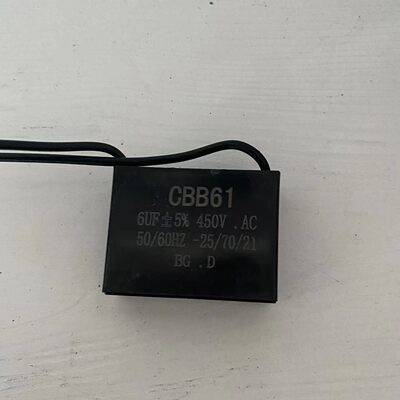 CBB61
6UF±5% 450V .AC
50/60HZ -25/70/21
BG .D